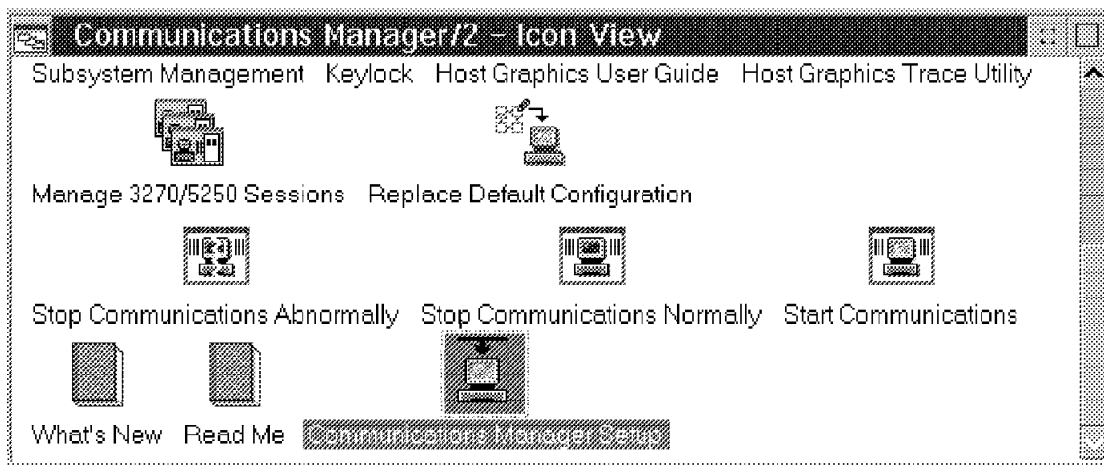 Communications Manager/2 – Icon View
Subsystem Management Keylock Host Graphics User Guide Host Graphics Trace Utility
Manage 3270/5250 Sessions Replace Default Configuration
Stop Communications Abnormally Stop Communications Normally Start Communications
What's New Read Me Communications Manager Setup